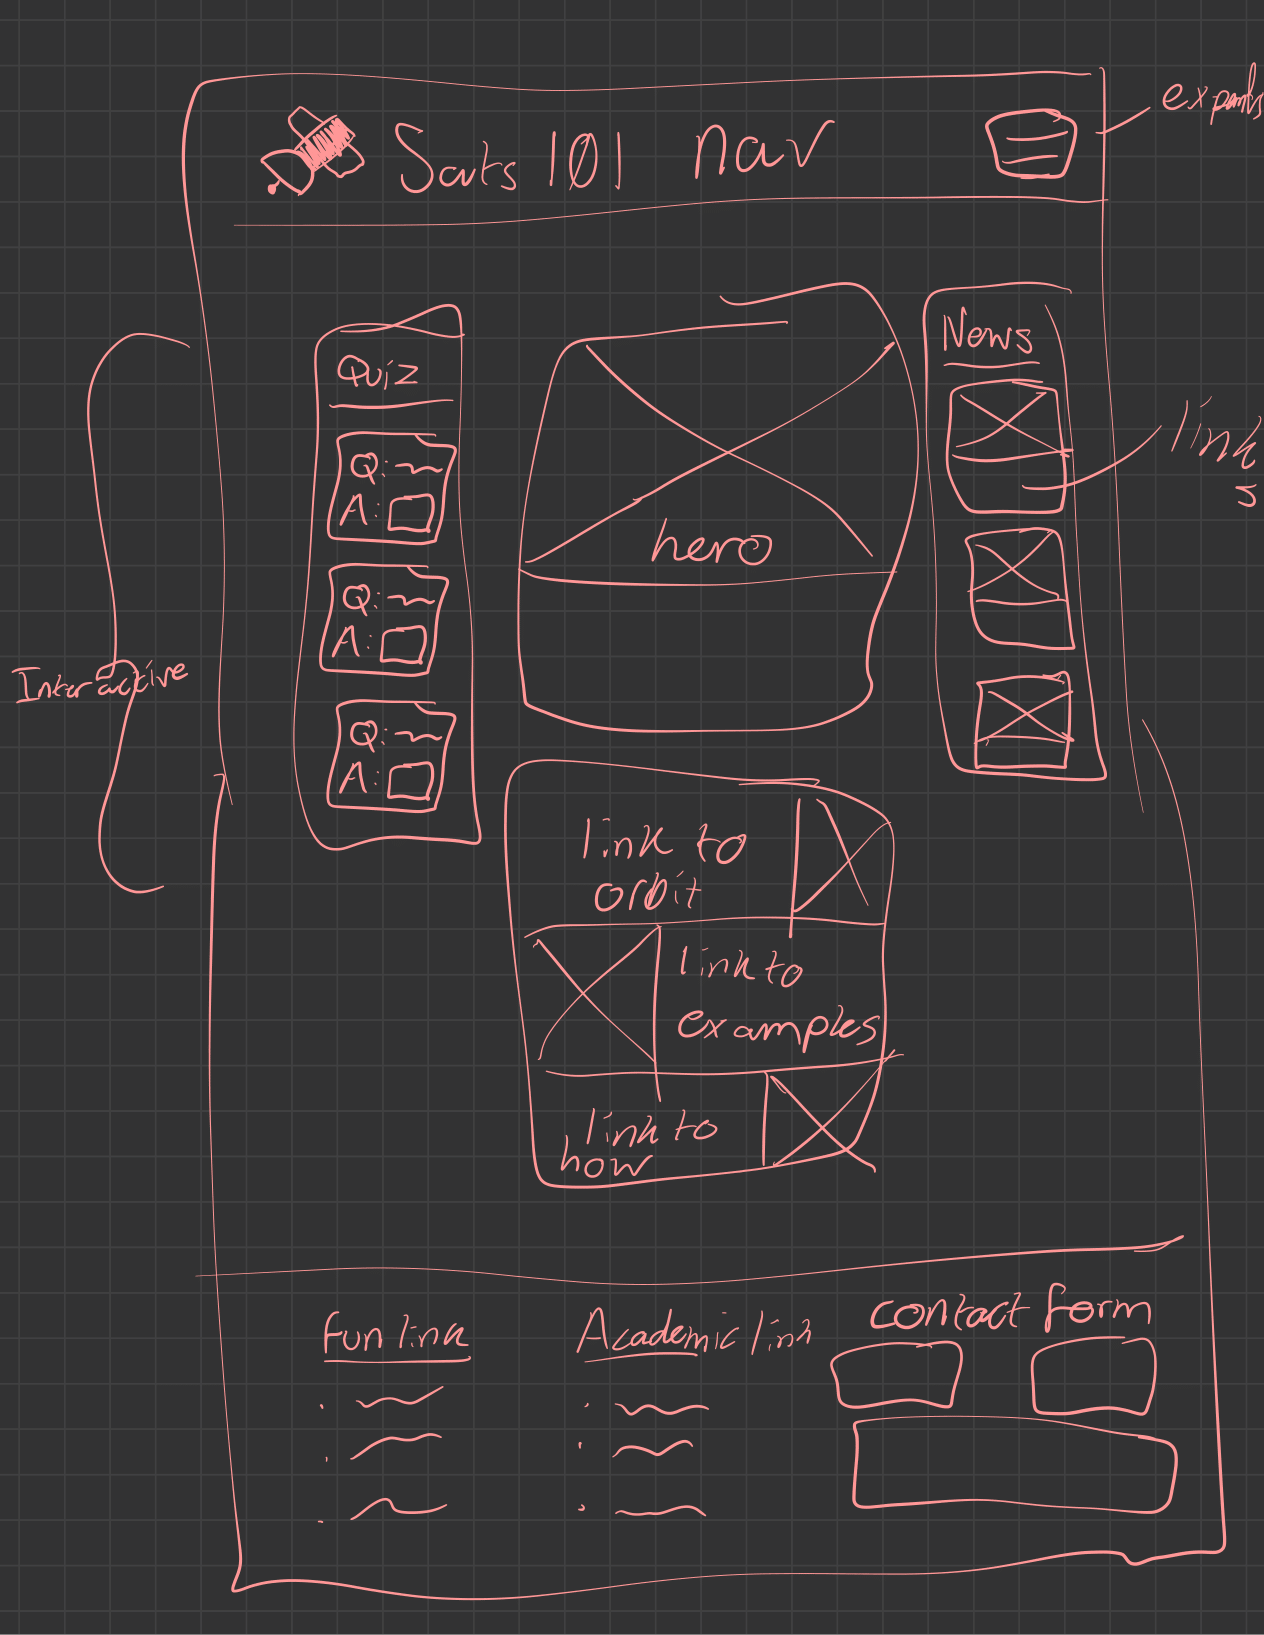 expands
Sats 101 nav
Quiz
Q:
A:
Q:
A:
Q:
A:
hero
News
link
s
Interactive
link to
orbit
link to
examples
link to
how
fun link
Academic link
contact form